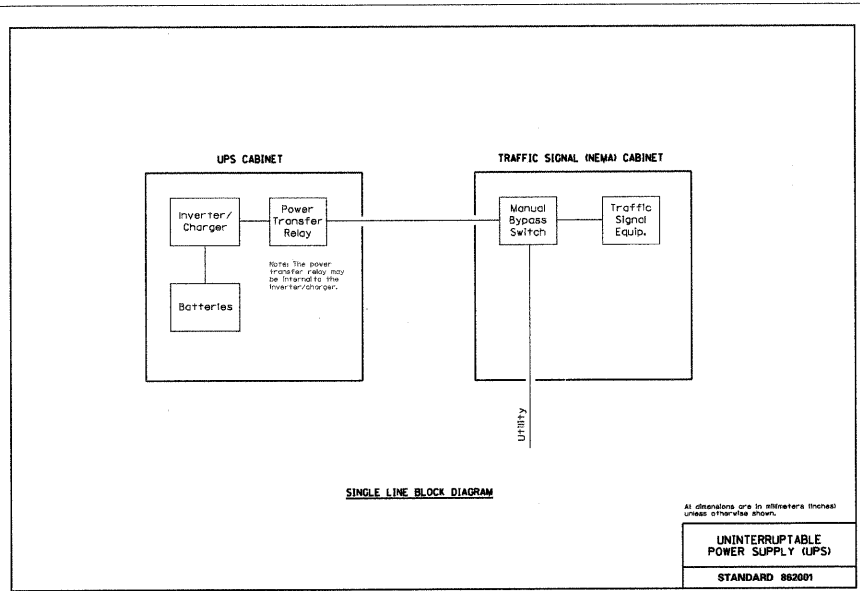 UPS CABINET
TRAFFIC SIGNAL (NEMA) CABINET
Inverter/
Charger
Power
Transfer
Relay
Manual
Bypass
Switch
Traffic
Signal
Equip.
Note: The power
transfer relay may
be internal to the
inverter/charger.
Batteries
Utility
SINGLE LINE BLOCK DIAGRAM
All dimensions are in millimeters (inches)
unless otherwise shown.
UNINTERRUPTABLE
POWER SUPPLY (UPS)
STANDARD 862001